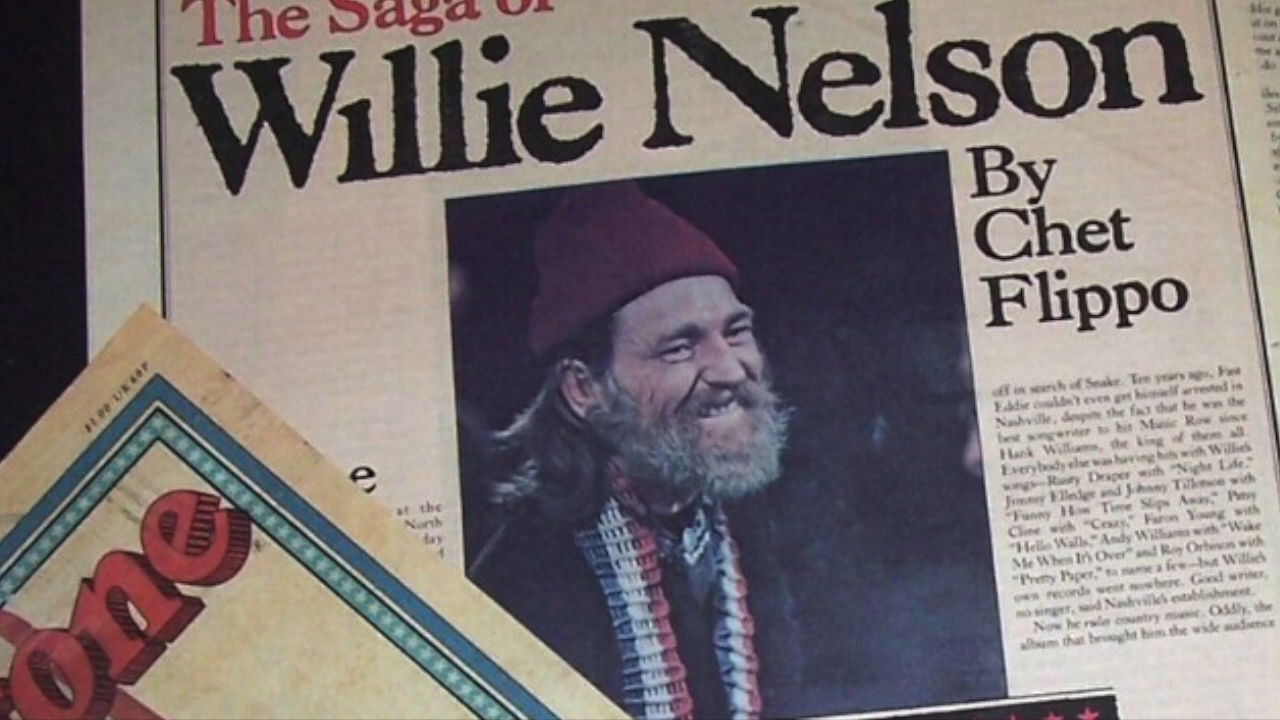 The Saga of
Willie Nelson
By
Chet
Flippo
off in search of Snake. Ten years ago, Fast
Eddie couldn't even get himself arrested in
Nashville, despite the fact that he was the
best songwriter to hit Music Row since
Hank Williams, the king of them all.
Everybody else was having hits with Willie's
songs—Rusty Draper with "Night Life,"
Jimmy Elledge and Johnny Tillotson with
"Funny How Time Slips Away," Patsy
Cline with "Crazy," Faron Young with
"Hello Walls," Andy Williams with "Wake
Me When It's Over" and Roy Orbison with
"Pretty Paper," to name a few—but Willie's
own records went nowhere. Good writer,
no singer, said Nashville's establishment.
Now he rules country music. Oddly, the
album that brought him the wide audience
e
at the
North
day
one